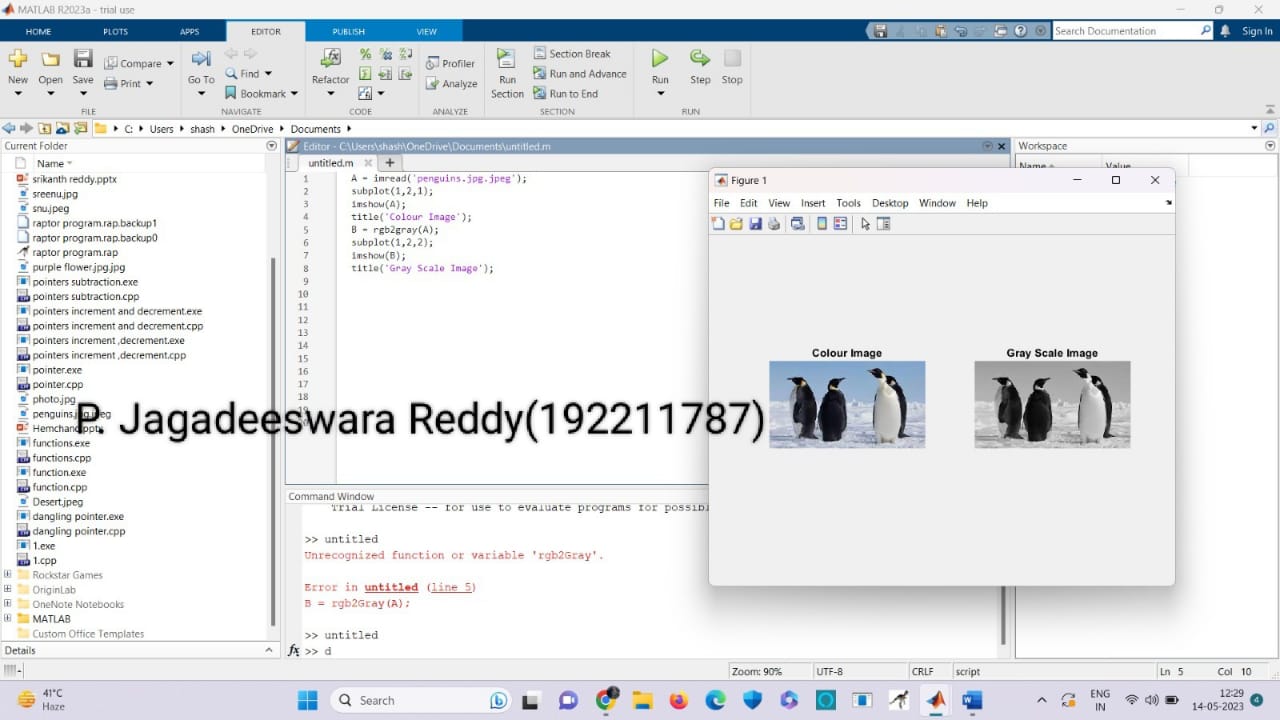 MATLAB R2023a - trial use
HOME PLOTS APPS EDITOR PUBLISH VIEW
Search Documentation
Sign In
New Open Save
Compare
Print
FILE
Go To
Find
Bookmark
NAVIGATE
Refactor
CODE
Profiler
Analyze
ANALYZE
Run Section
Section Break
Run and Advance
Run to End
SECTION
Run Step Stop
RUN
C: Users shash OneDrive Documents
Current Folder
Name
srikanth reddy.pptx
sreenu.jpg
snu.jpeg
raptor program.rap.backup1
raptor program.rap.backup0
raptor program.rap
purple flower.jpg.jpg
pointers subtraction.exe
pointers subtraction.cpp
pointers increment and decrement.exe
pointers increment and decrement.cpp
pointers increment ,decrement.exe
pointers increment ,decrement.cpp
pointer.exe
pointer.cpp
photo.jpg
penguins.jpg.jpeg
Hemchand.pptx
functions.exe
functions.cpp
function.exe
function.cpp
Desert.jpeg
dangling pointer.exe
dangling pointer.cpp
1.exe
1.cpp
Rockstar Games
OriginLab
OneNote Notebooks
MATLAB
Custom Office Templates
Details
P. Jagadeeswara Reddy(192211787)
Editor - C:\Users\shash\OneDrive\Documents\untitled.m
untitled.m
1 A = imread('penguins.jpg.jpeg');
2 subplot(1,2,1);
3 imshow(A);
4 title('Colour Image');
5 B = rgb2gray(A);
6 subplot(1,2,2);
7 imshow(B);
8 title('Gray Scale Image');
9
10
11
12
13
14
15
16
17
18
Command Window
Trial License -- for use to evaluate programs for
>> untitled
Unrecognized function or variable 'rgb2Gray'.
Error in untitled (line 5)
B = rgb2Gray(A);
>> untitled
fx >> d
Workspace
Name Value
Figure 1
File Edit View Insert Tools Desktop Window Help
Colour Image
Gray Scale Image
Zoom: 90% UTF-8 CRLF script Ln 5 Col 10
41°C
Haze
Search
ENG
IN
12:29
14-05-2023
4